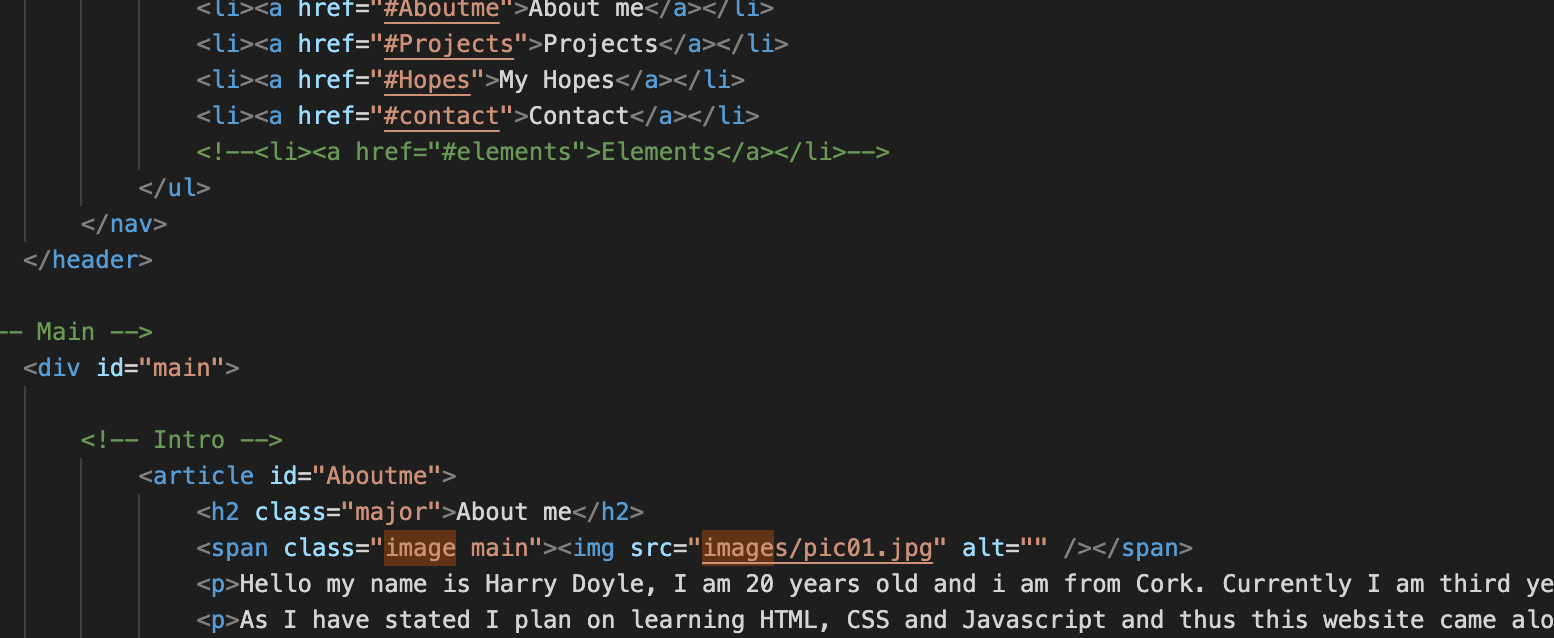 <li><a href="#Aboutme">About me</a></li>
<li><a href="#Projects">Projects</a></li>
<li><a href="#Hopes">My Hopes</a></li>
<li><a href="#contact">Contact</a></li>
<!--<li><a href="#elements">Elements</a></li>-->
</ul>
</nav>
</header>
-- Main -->
<div id="main">
<!-- Intro -->
<article id="Aboutme">
<h2 class="major">About me</h2>
<span class="image main"><img src="images/pic01.jpg" alt="" /></span>
<p>Hello my name is Harry Doyle, I am 20 years old and i am from Cork. Currently I am third ye
<p>As I have stated I plan on learning HTML, CSS and Javascript and thus this website came alo